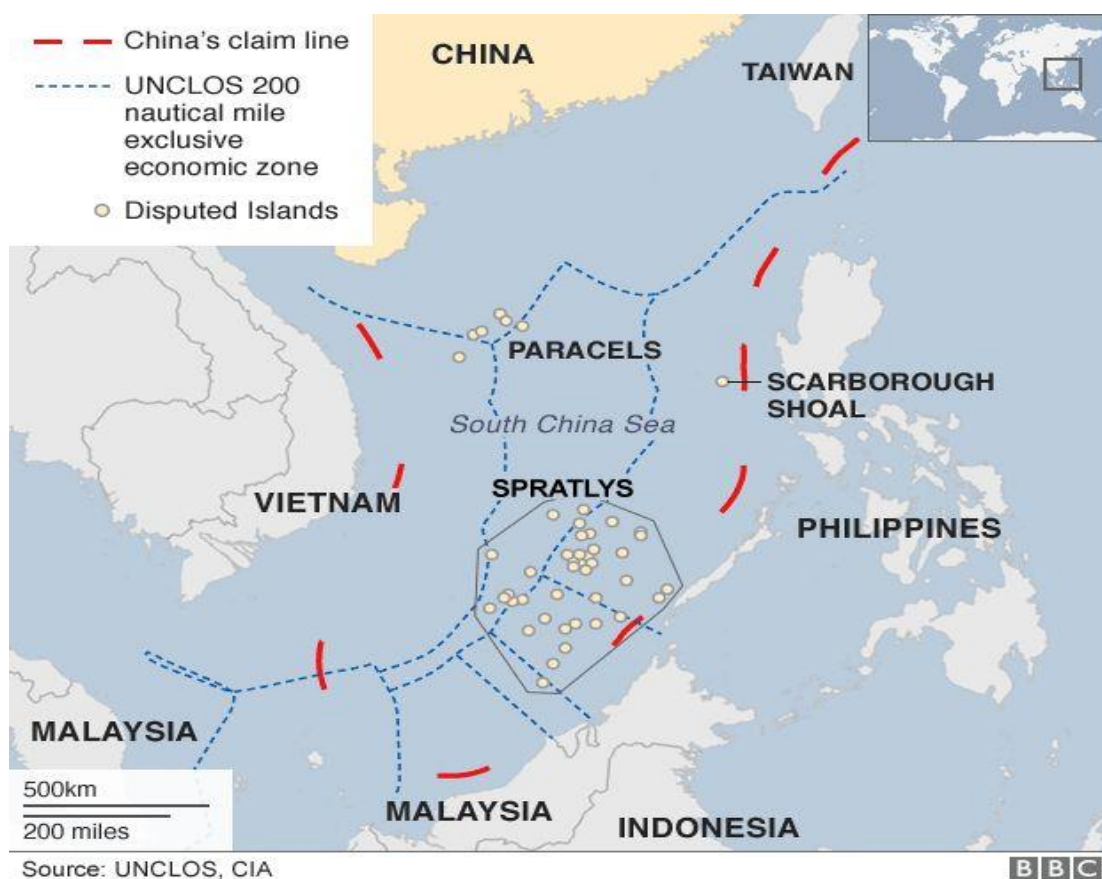 China's claim line
UNCLOS 200
nautical mile
exclusive
economic zone
Disputed Islands
CHINA
TAIWAN
PARACELS
SCARBOROUGH
SHOAL
South China Sea
SPRATLYS
VIETNAM
PHILIPPINES
MALAYSIA
MALAYSIA
INDONESIA
500km
200 miles
Source: UNCLOS, CIA
BBC